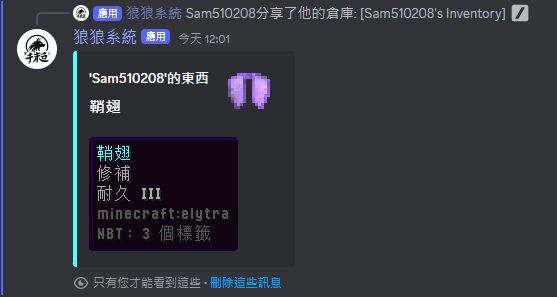 應用 狼狼系統 Sam510208分享了他的倉庫: [Sam510208's Inventory]
狼狼系統 應用 今天 12:01
'Sam510208'的東西
鞘翅
鞘翅
修補
耐久 III
minecraft:elytra
NBT: 3 個標籤
只有您才能看到這些 • 刪除這些訊息